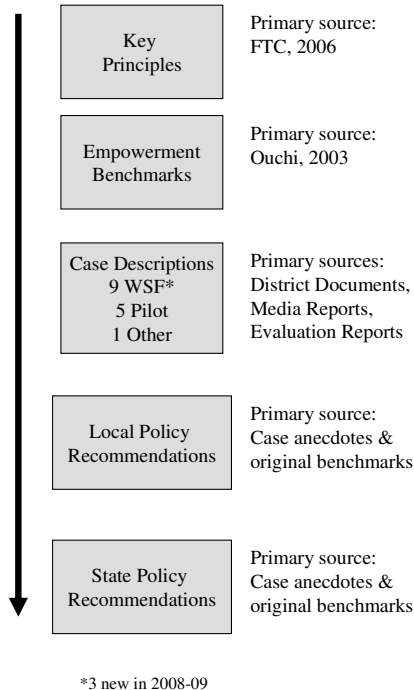 Key
Principles
Primary source:
FTC, 2006
Empowerment
Benchmarks
Primary source:
Ouchi, 2003
Case Descriptions
9 WSF*
5 Pilot
1 Other
Primary sources:
District Documents,
Media Reports,
Evaluation Reports
Local Policy
Recommendations
Primary source:
Case anecdotes &
original benchmarks
State Policy
Recommendations
Primary source:
Case anecdotes &
original benchmarks
*3 new in 2008-09